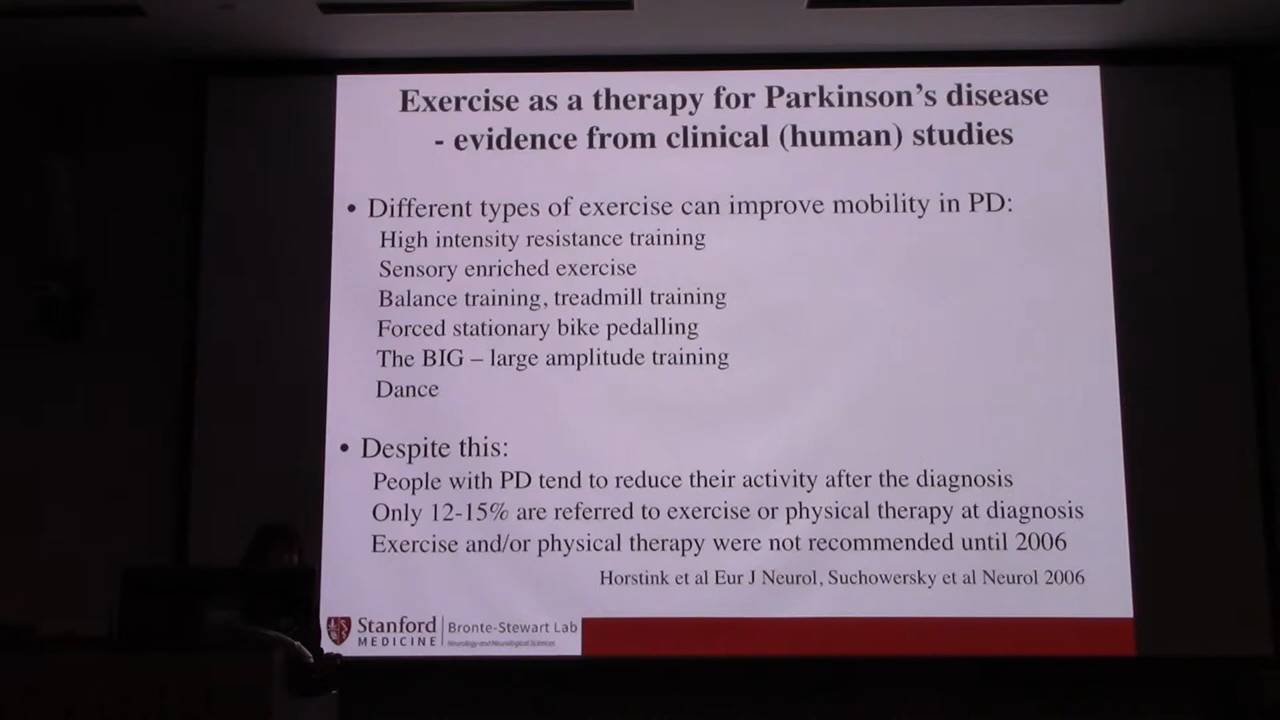 Exercise as a therapy for Parkinson's disease
- evidence from clinical (human) studies
• Different types of exercise can improve mobility in PD:
High intensity resistance training
Sensory enriched exercise
Balance training, treadmill training
Forced stationary bike pedalling
The BIG – large amplitude training
Dance
• Despite this:
People with PD tend to reduce their activity after the diagnosis
Only 12-15% are referred to exercise or physical therapy at diagnosis
Exercise and/or physical therapy were not recommended until 2006
Horstink et al Eur J Neurol, Suchowersky et al Neurol 2006
Stanford
MEDICINE
Bronte-Stewart Lab
Neurology and Neurological Sciences